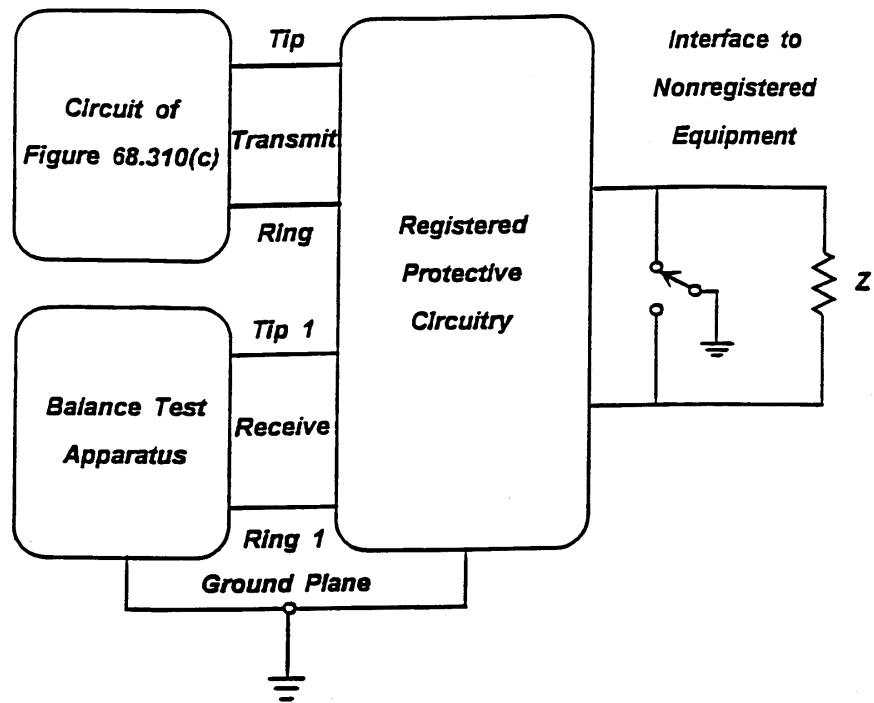 Tip
Interface to
Nonregistered
Equipment
Circuit of
Figure 68.310(c)
Transmit
Ring
Registered
Protective
Circuitry
Z
Tip 1
Balance Test
Apparatus
Receive
Ring 1
Ground Plane